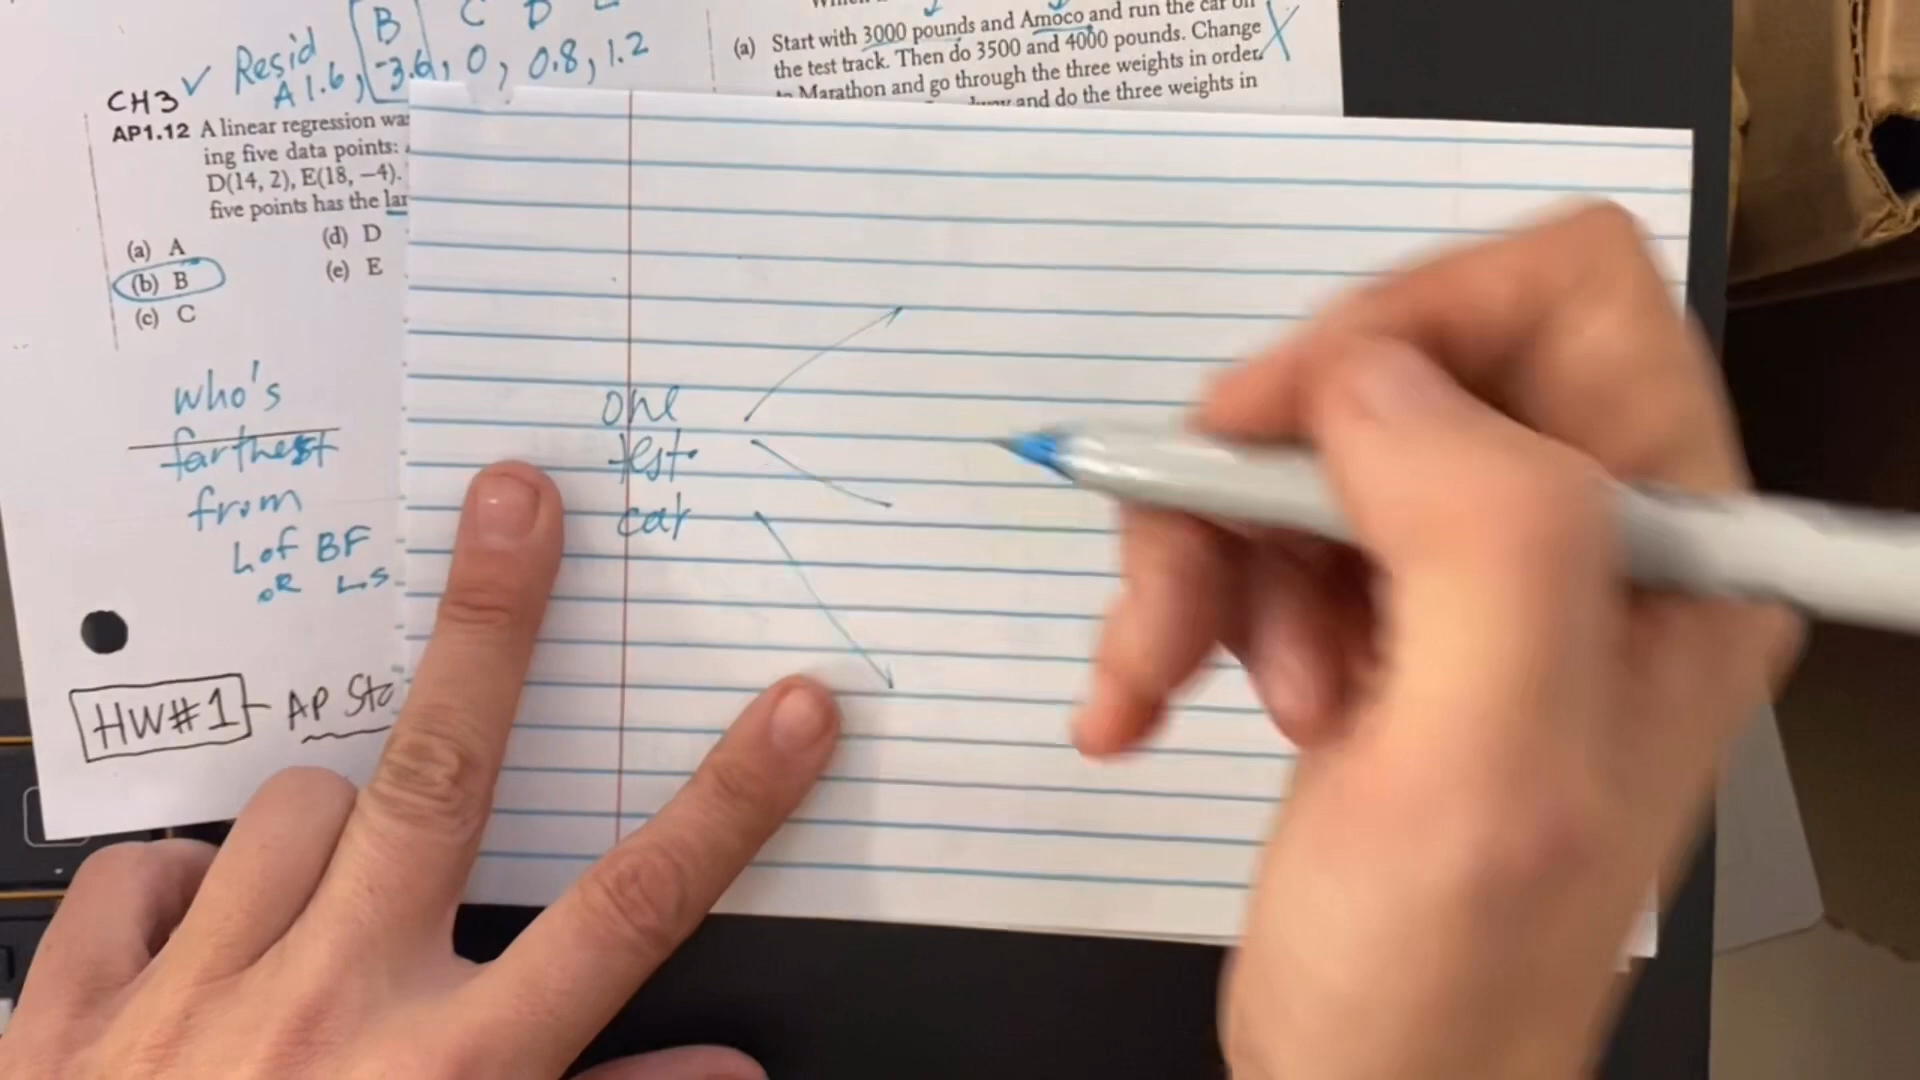 B C D
Resid
A 1.6, -3.6, 0, 0.8, 1.2
CH3 ✓
AP1.12 A linear regression was
ing five data points:
D(14, 2), E(18, −4).
five points has the lar
(a) A
(b) B
(c) C
(d) D
(e) E
who's
farthest
from
L of BF
oR LS
HW#1 - AP Sta
(a) Start with 3000 pounds and Amoco and run the car on
the test track. Then do 3500 and 4000 pounds. Change
to Marathon and go through the three weights in order.
and do the three weights in
one
test
car